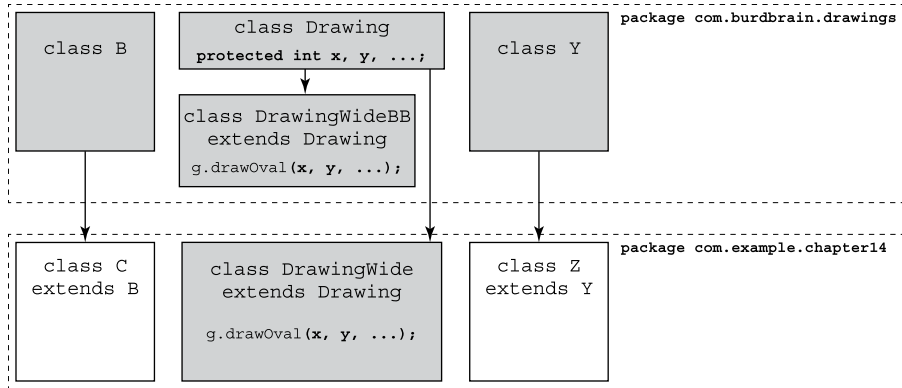 package com.burdbrain.drawings
class B
class Drawing
protected int x, y, ...;
class Y
class DrawingWideBB
extends Drawing
g.drawOval(x, y, ...);
package com.example.chapter14
class C
extends B
class DrawingWide
extends Drawing
g.drawOval(x, y, ...);
class Z
extends Y